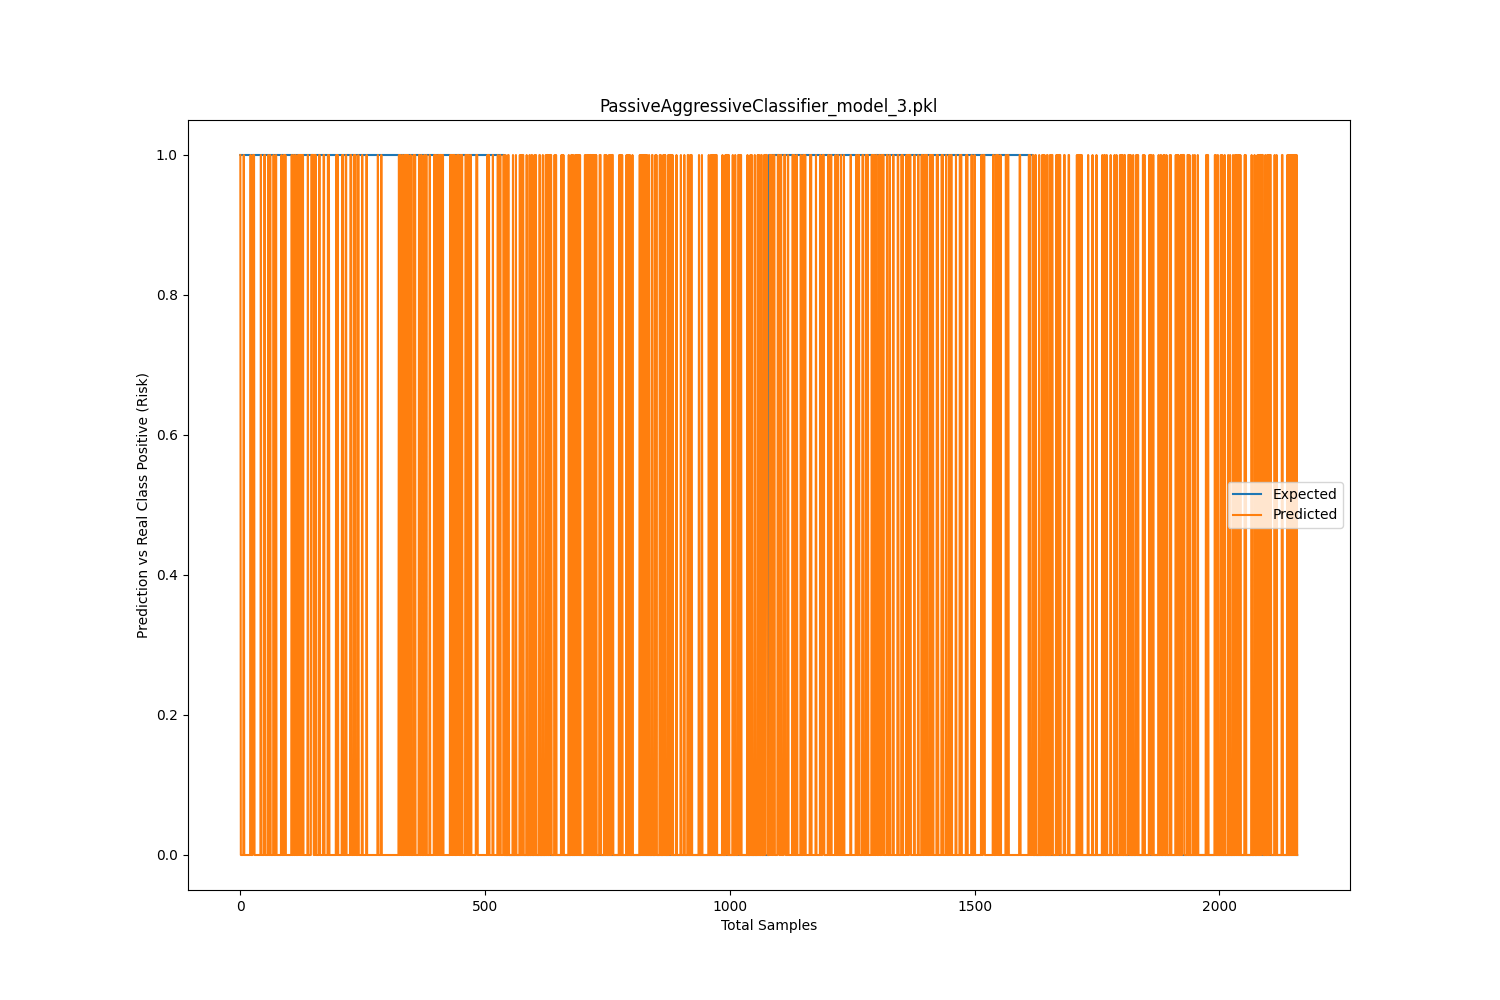 PassiveAggressiveClassifier_model_3.pkl
Prediction vs Real Class Positive (Risk)
1.0
0.8
0.6
0.4
0.2
0.0
Expected
Predicted
0
500
1000
1500
2000
Total Samples